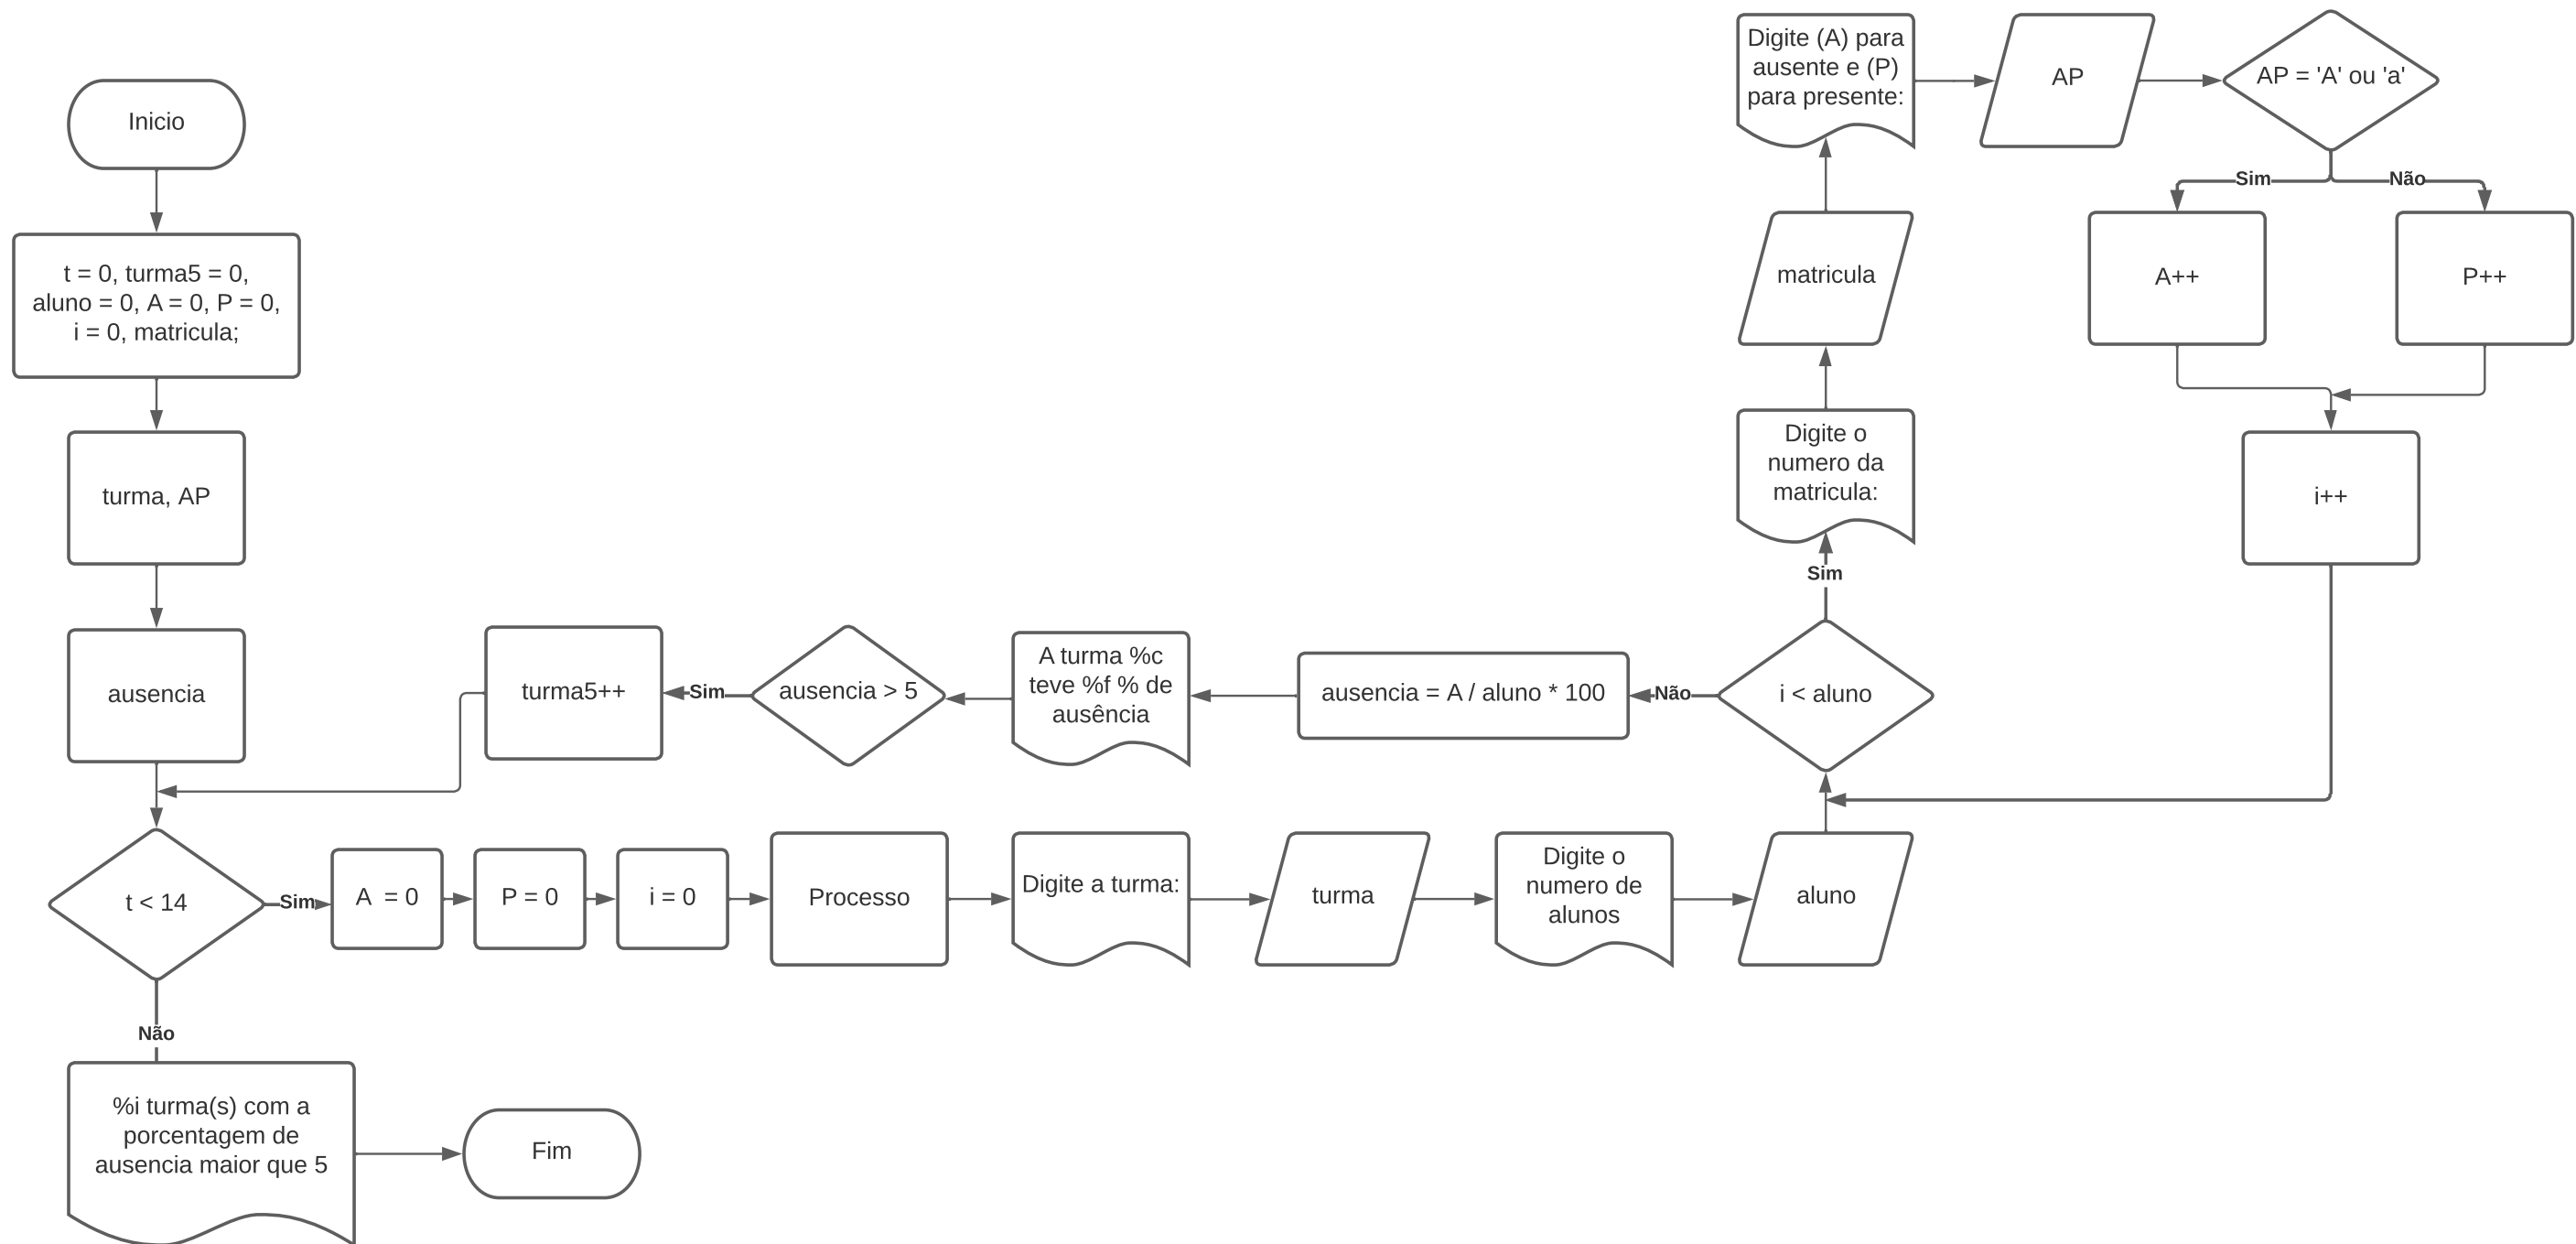 Inicio
t = 0, turma5 = 0,
aluno = 0, A = 0, P = 0,
i = 0, matricula;
turma, AP
ausencia
t < 14
Sim
A  = 0
P = 0
i = 0
Processo
Digite a turma:
turma
Digite o
numero de
alunos
aluno
i < aluno
Sim
Digite o
numero da
matricula:
matricula
Digite (A) para
ausente e (P)
para presente:
AP
AP = 'A' ou 'a'
Sim
Não
A++
P++
i++
Não
ausencia = A / aluno * 100
A turma %c
teve %f % de
ausência
ausencia > 5
Sim
turma5++
Não
%i turma(s) com a
porcentagem de
ausencia maior que 5
Fim